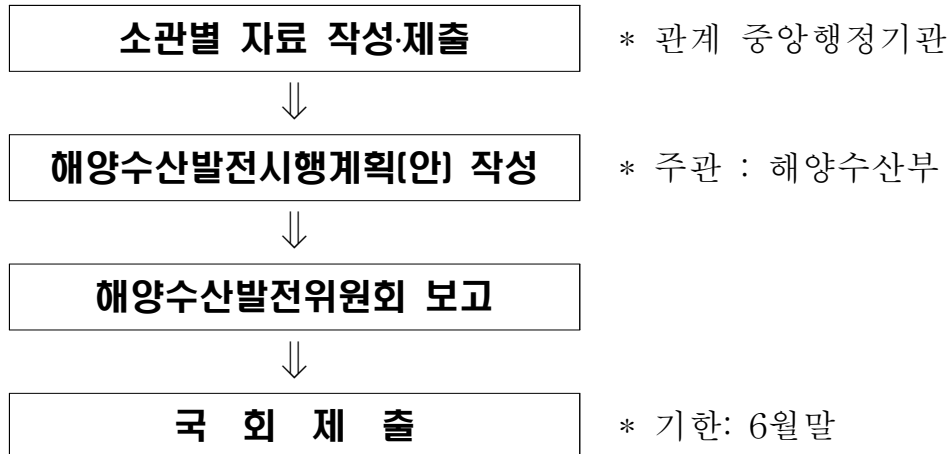 소관별 자료 작성·제출 * 관계 중앙행정기관
⇓
해양수산발전시행계획(안) 작성 * 주관 : 해양수산부
⇓
해양수산발전위원회 보고
⇓
국 회 제 출 * 기한: 6월말